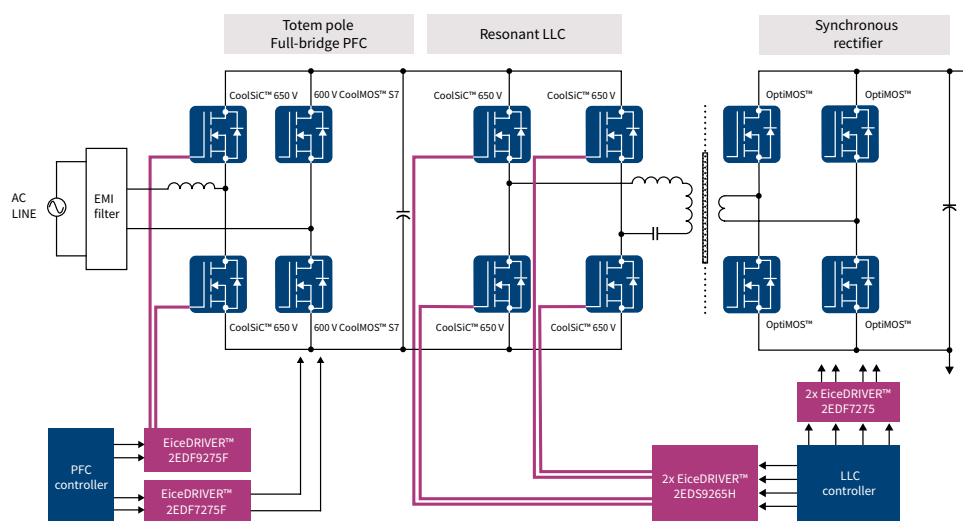 Totem pole
Full-bridge PFC
Resonant LLC
Synchronous
rectifier
CoolSiC™ 650 V
600 V CoolMOS™ S7
CoolSiC™ 650 V
CoolSiC™ 650 V
OptiMOS™
OptiMOS™
AC
LINE
EMI
filter
CoolSiC™ 650 V
600 V CoolMOS™ S7
CoolSiC™ 650 V
CoolSiC™ 650 V
OptiMOS™
OptiMOS™
2x EiceDRIVER™
2EDF7275
PFC
controller
EiceDRIVER™
2EDF9275F
EiceDRIVER™
2EDF7275F
2x EiceDRIVER™
2EDS9265H
LLC
controller